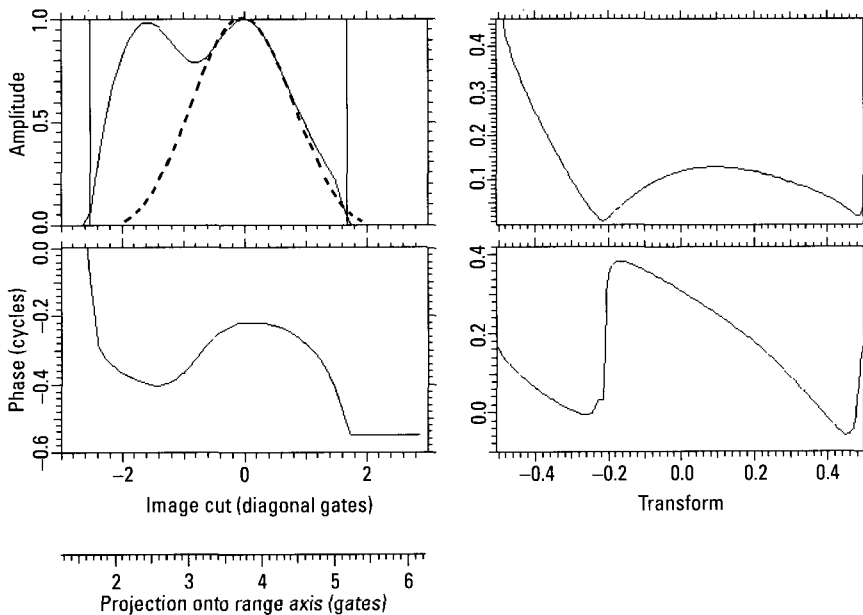 Amplitude
1.0
0.5
0.0
0.4
0.3
0.2
0.1
Phase (cycles)
0.0
−0.2
−0.4
−0.6
0.4
0.2
0.0
−2 0 2
−0.4 −0.2 0.0 0.2 0.4
Image cut (diagonal gates)
Transform
2 3 4 5 6
Projection onto range axis (gates)